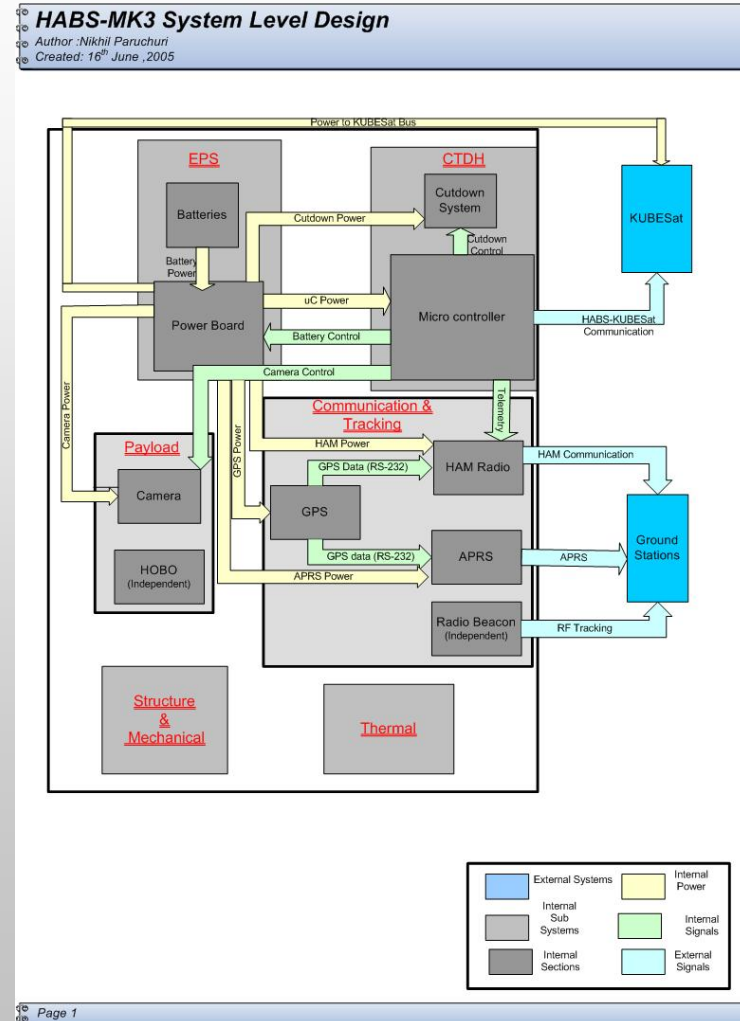 HABS-MK3 System Level Design
Author :Nikhil Paruchuri
Created: 16th June ,2005
Power to KUBESat Bus
EPS
CTDH
Batteries
Cutdown
System
KUBESat
Cutdown Power
Battery
Power
Cutdown
Control
uC Power
Power Board
Micro controller
HABS-KUBESat
Communication
Battery Control
Camera Control
Camera Power
GPS Power
Telemetry
Communication &
Tracking
HAM Power
Payload
HAM Radio
HAM Communication
GPS Data (RS-232)
Camera
GPS
Ground
Stations
GPS data (RS-232)
APRS
APRS
HOBO
(Independent)
APRS Power
Radio Beacon
(Independent)
RF Tracking
Structure
&
Mechanical
Thermal
External Systems
Internal
Power
Internal
Sub
Systems
Internal
Signals
Internal
Sections
External
Signals
Page 1